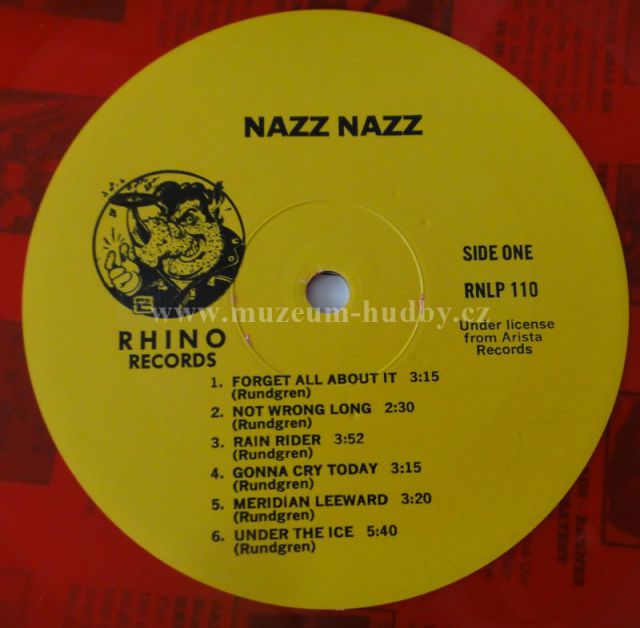 NAZZ NAZZ
RHINO
RECORDS
SIDE ONE
RNLP 110
Under license
from Arista
Records
www.muzeum-hudby.cz
1. FORGET ALL ABOUT IT 3:15
(Rundgren)
2. NOT WRONG LONG 2:30
(Rundgren)
3. RAIN RIDER 3:52
(Rundgren)
4. GONNA CRY TODAY 3:15
(Rundgren)
5. MERIDIAN LEEWARD 3:20
(Rundgren)
6. UNDER THE ICE 5:40
(Rundgren)